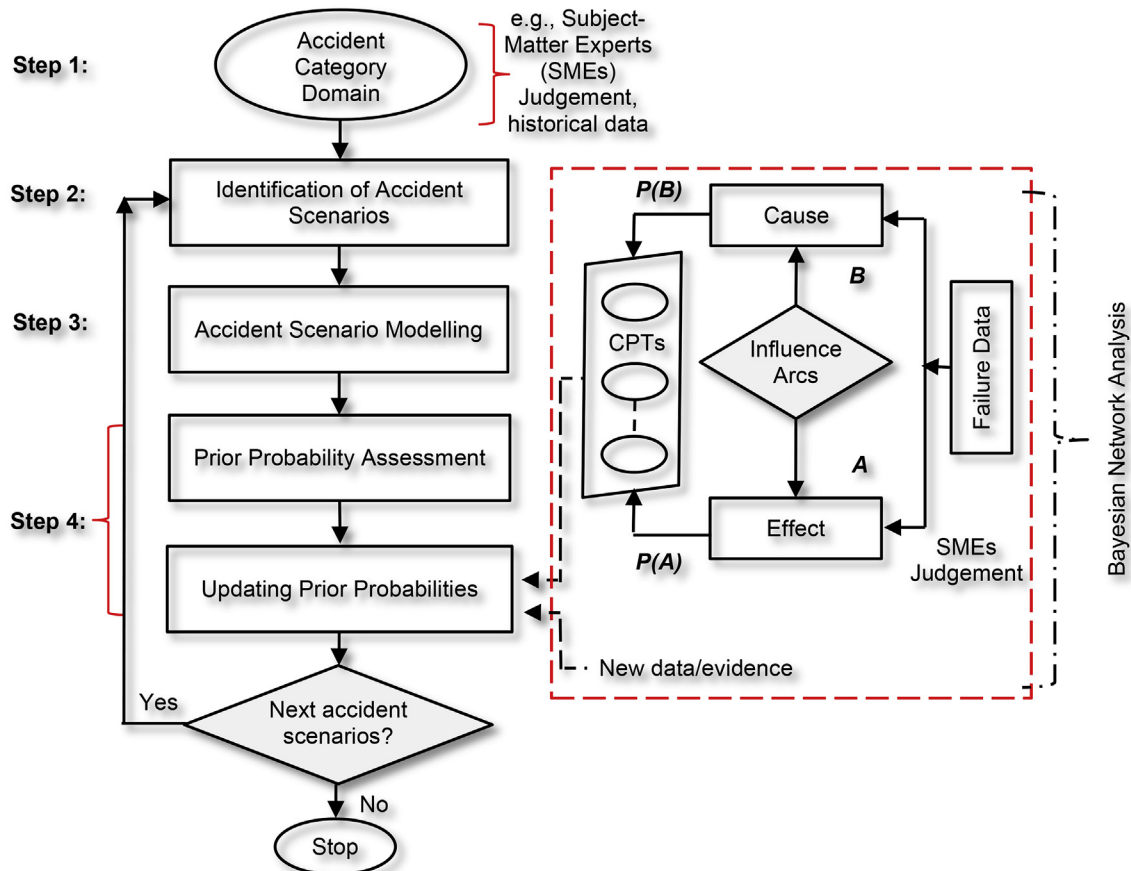 Step 1:
Accident
Category
Domain
e.g., Subject-
Matter Experts
(SMEs)
Judgement,
historical data
Step 2:
Identification of Accident
Scenarios
Step 3:
Accident Scenario Modelling
Prior Probability Assessment
Step 4:
Updating Prior Probabilities
Next accident
scenarios?
Yes
No
Stop
P(B)
Cause
B
CPTs
Influence
Arcs
Failure Data
A
Effect
P(A)
SMEs
Judgement
New data/evidence
Bayesian Network Analysis